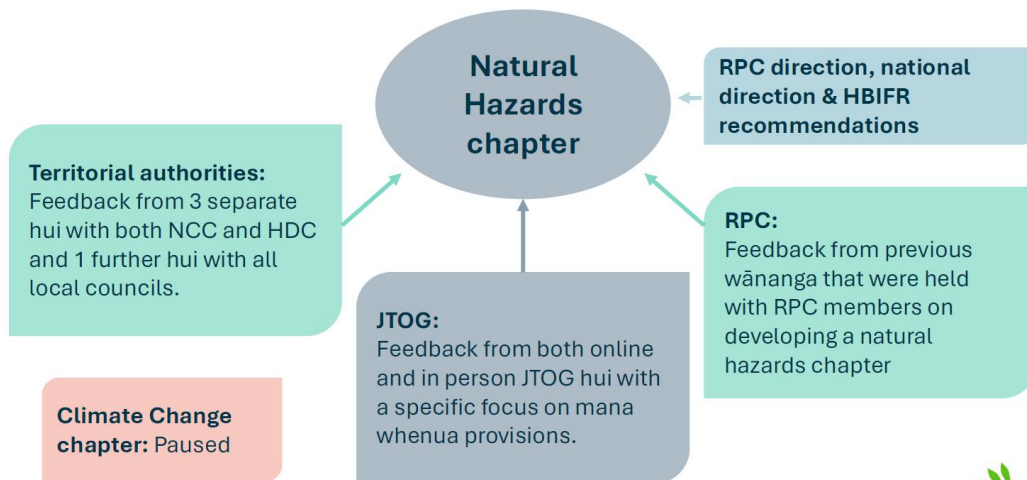 Natural
Hazards
chapter
RPC direction, national
direction & HBIFR
recommendations
Territorial authorities:
Feedback from 3 separate
hui with both NCC and HDC
and 1 further hui with all
local councils.
JTOG:
Feedback from both online
and in person JTOG hui with
a specific focus on mana
whenua provisions.
RPC:
Feedback from previous
wānanga that were held
with RPC members on
developing a natural
hazards chapter
Climate Change
chapter: Paused